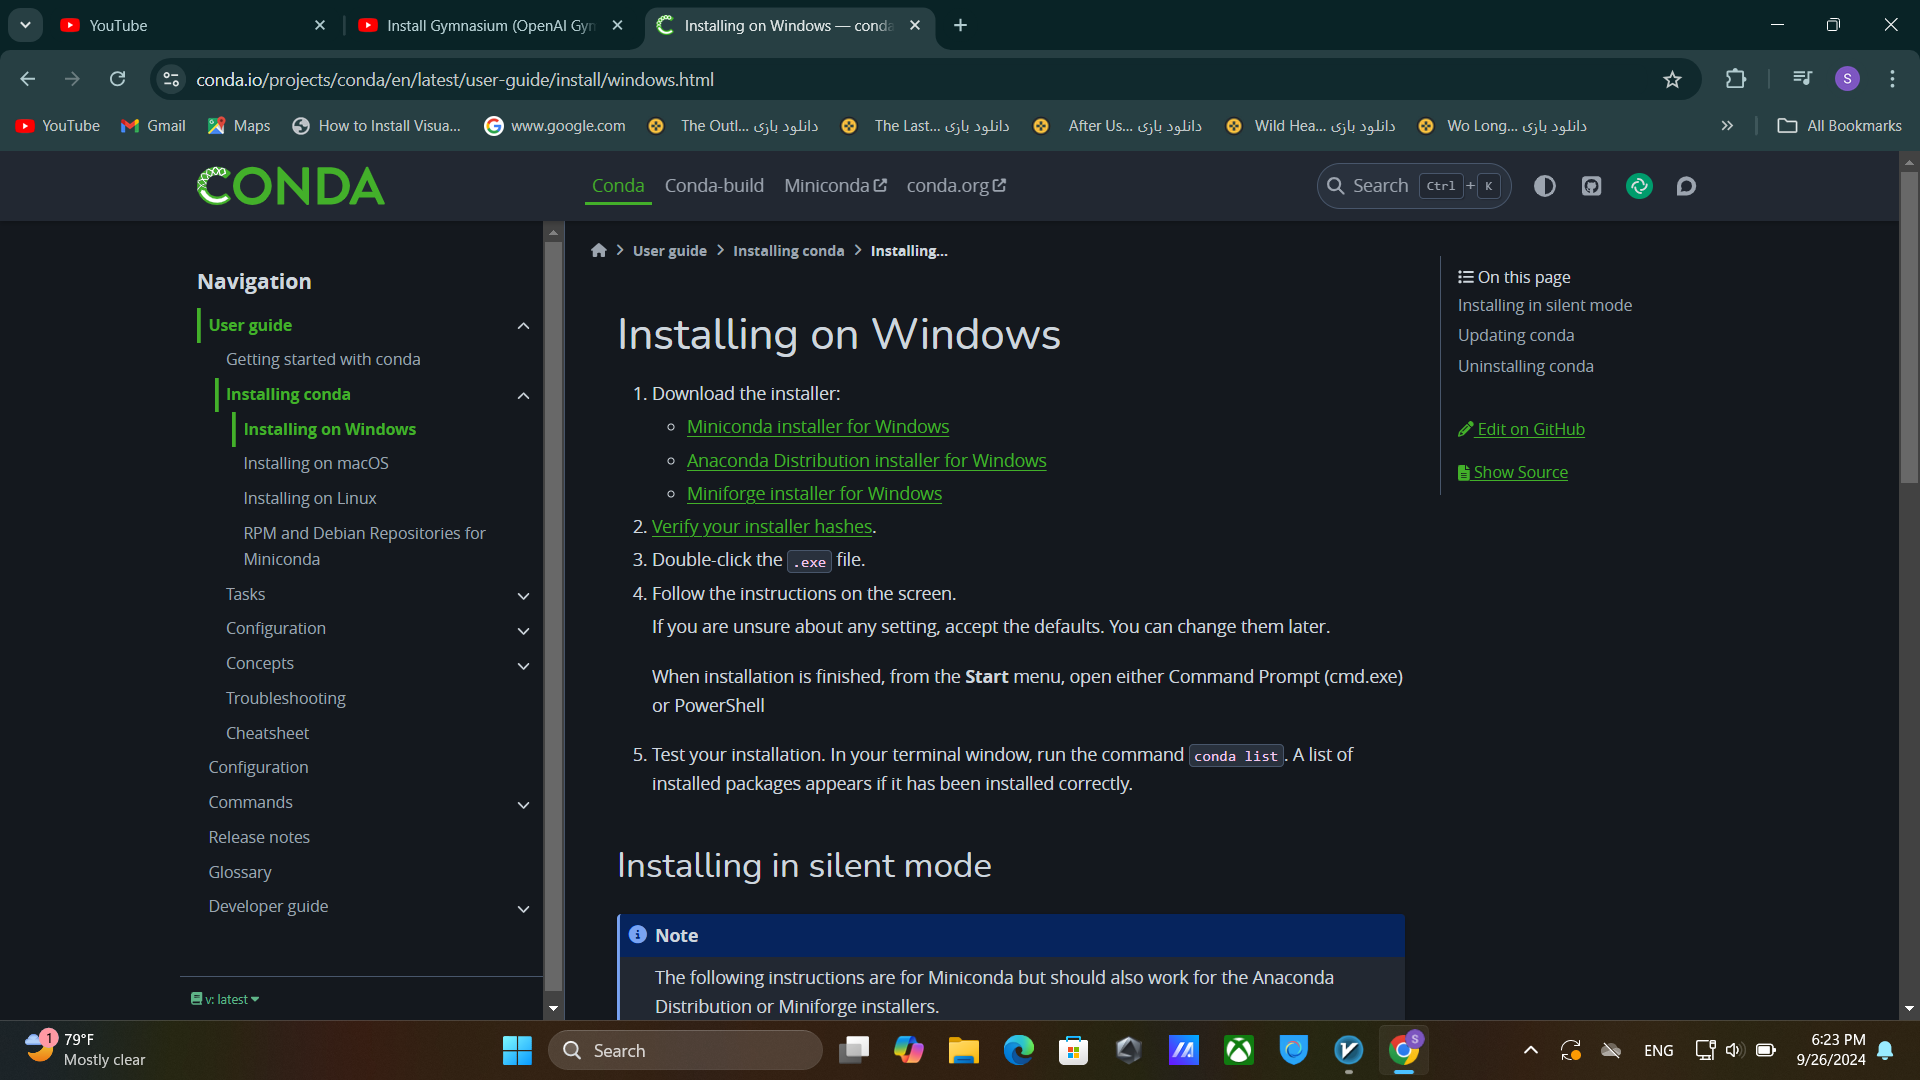 YouTube
Install Gymnasium (OpenAI Gyn
Installing on Windows — conda
conda.io/projects/conda/en/latest/user-guide/install/windows.html
S
YouTube
Gmail
Maps
How to Install Visua...
www.google.com
The Outl... دانلود بازی
The Last... دانلود بازی
After Us... دانلود بازی
Wild Hea... دانلود بازی
Wo Long... دانلود بازی
All Bookmarks
CONDA
Conda
Conda-build
Miniconda
conda.org
Search Ctrl + K
User guide
Installing conda
Installing...
Navigation
User guide
Getting started with conda
Installing conda
Installing on Windows
Installing on macOS
Installing on Linux
RPM and Debian Repositories for
Miniconda
Tasks
Configuration
Concepts
Troubleshooting
Cheatsheet
Configuration
Commands
Release notes
Glossary
Developer guide
v: latest
Installing on Windows
1. Download the installer:
Miniconda installer for Windows
Anaconda Distribution installer for Windows
Miniforge installer for Windows
2. Verify your installer hashes.
3. Double-click the .exe file.
4. Follow the instructions on the screen.
If you are unsure about any setting, accept the defaults. You can change them later.
When installation is finished, from the Start menu, open either Command Prompt (cmd.exe)
or PowerShell
5. Test your installation. In your terminal window, run the command conda list. A list of
installed packages appears if it has been installed correctly.
Installing in silent mode
Note
The following instructions are for Miniconda but should also work for the Anaconda
Distribution or Miniforge installers.
On this page
Installing in silent mode
Updating conda
Uninstalling conda
Edit on GitHub
Show Source
1
79°F
Mostly clear
Search
S
ENG
6:23 PM
9/26/2024